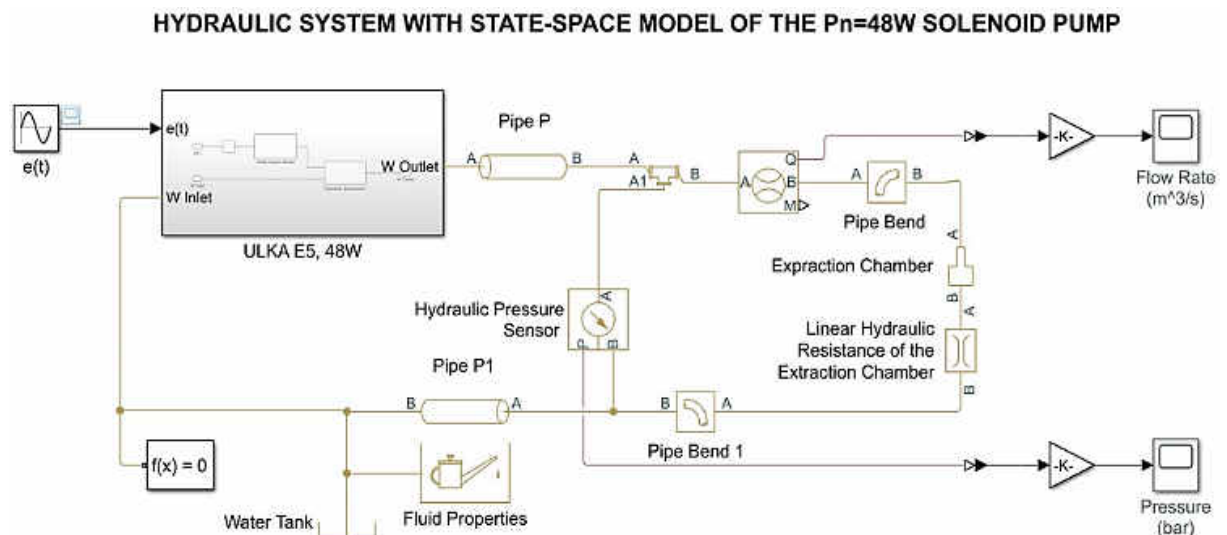 HYDRAULIC SYSTEM WITH STATE-SPACE MODEL OF THE Pn=48W SOLENOID PUMP
e(t)
e(t)
W Inlet
W Outlet
ULKA E5, 48W
Pipe P
A
B
A
A1
B
A
Q
B
M
A
B
Pipe Bend
-K-
Flow Rate
(m^3/s)
A
Expraction Chamber
B
A
Linear Hydraulic
Resistance of the
Extraction Chamber
B
Hydraulic Pressure
Sensor
A
P
B
Pipe P1
B
A
B
A
Pipe Bend 1
f(x) = 0
Water Tank
Fluid Properties
-K-
Pressure
(bar)